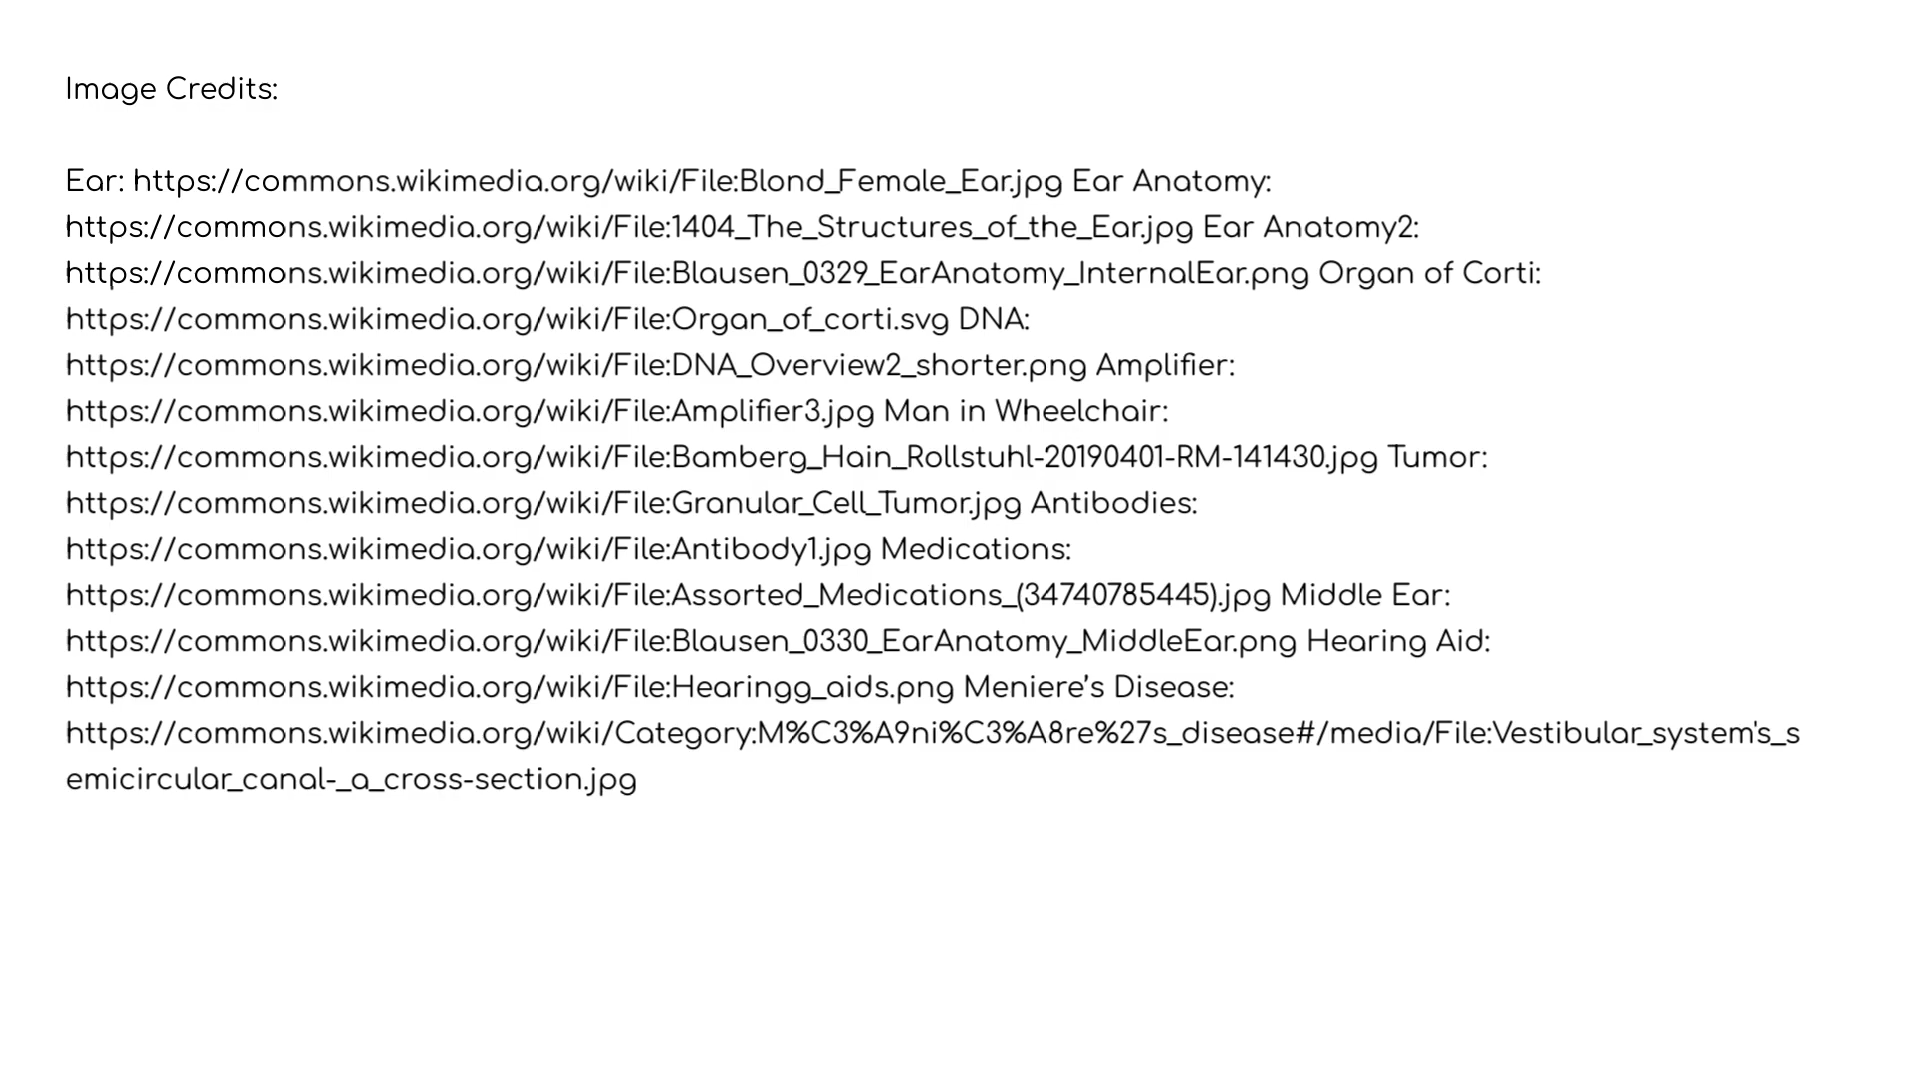 Image Credits:
Ear: https://commons.wikimedia.org/wiki/File:Blond_Female_Ear.jpg Ear Anatomy:
https://commons.wikimedia.org/wiki/File:1404_The_Structures_of_the_Ear.jpg Ear Anatomy2:
https://commons.wikimedia.org/wiki/File:Blausen_0329_EarAnatomy_InternalEar.png Organ of Corti:
https://commons.wikimedia.org/wiki/File:Organ_of_corti.svg DNA:
https://commons.wikimedia.org/wiki/File:DNA_Overview2_shorter.png Amplifier:
https://commons.wikimedia.org/wiki/File:Amplifier3.jpg Man in Wheelchair:
https://commons.wikimedia.org/wiki/File:Bamberg_Hain_Rollstuhl-20190401-RM-141430.jpg Tumor:
https://commons.wikimedia.org/wiki/File:Granular_Cell_Tumor.jpg Antibodies:
https://commons.wikimedia.org/wiki/File:Antibody1.jpg Medications:
https://commons.wikimedia.org/wiki/File:Assorted_Medications_(34740785445).jpg Middle Ear:
https://commons.wikimedia.org/wiki/File:Blausen_0330_EarAnatomy_MiddleEar.png Hearing Aid:
https://commons.wikimedia.org/wiki/File:Hearingg_aids.png Meniere’s Disease:
https://commons.wikimedia.org/wiki/Category:M%C3%A9ni%C3%A8re%27s_disease#/media/File:Vestibular_system's_s
emicircular_canal-_a_cross-section.jpg